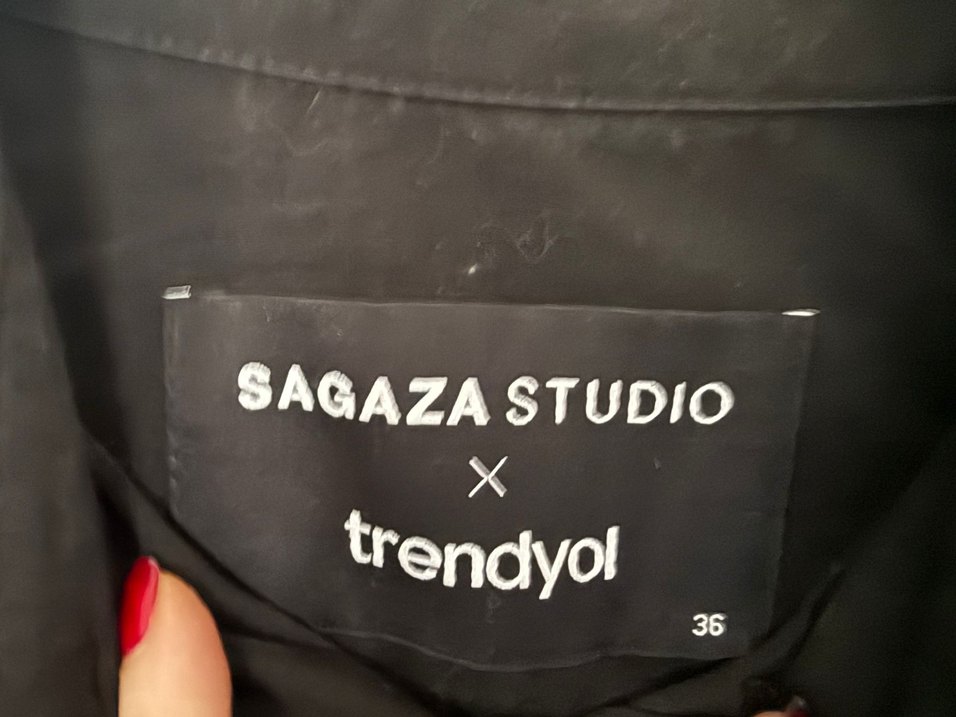 SAGAZA STUDIO
X
trendyol
36